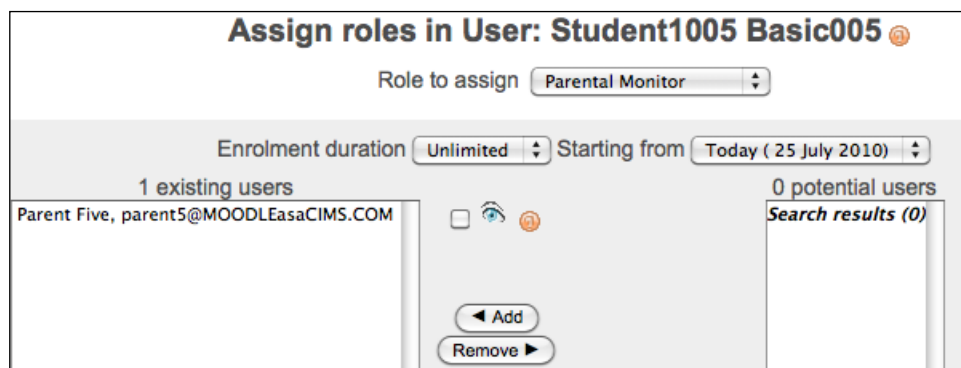 Assign roles in User: Student1005 Basic005
Role to assign Parental Monitor
Enrolment duration Unlimited Starting from Today ( 25 July 2010)
1 existing users 0 potential users
Parent Five, parent5@MOODLEasaCIMS.COM Search results (0)
◄ Add
Remove ►